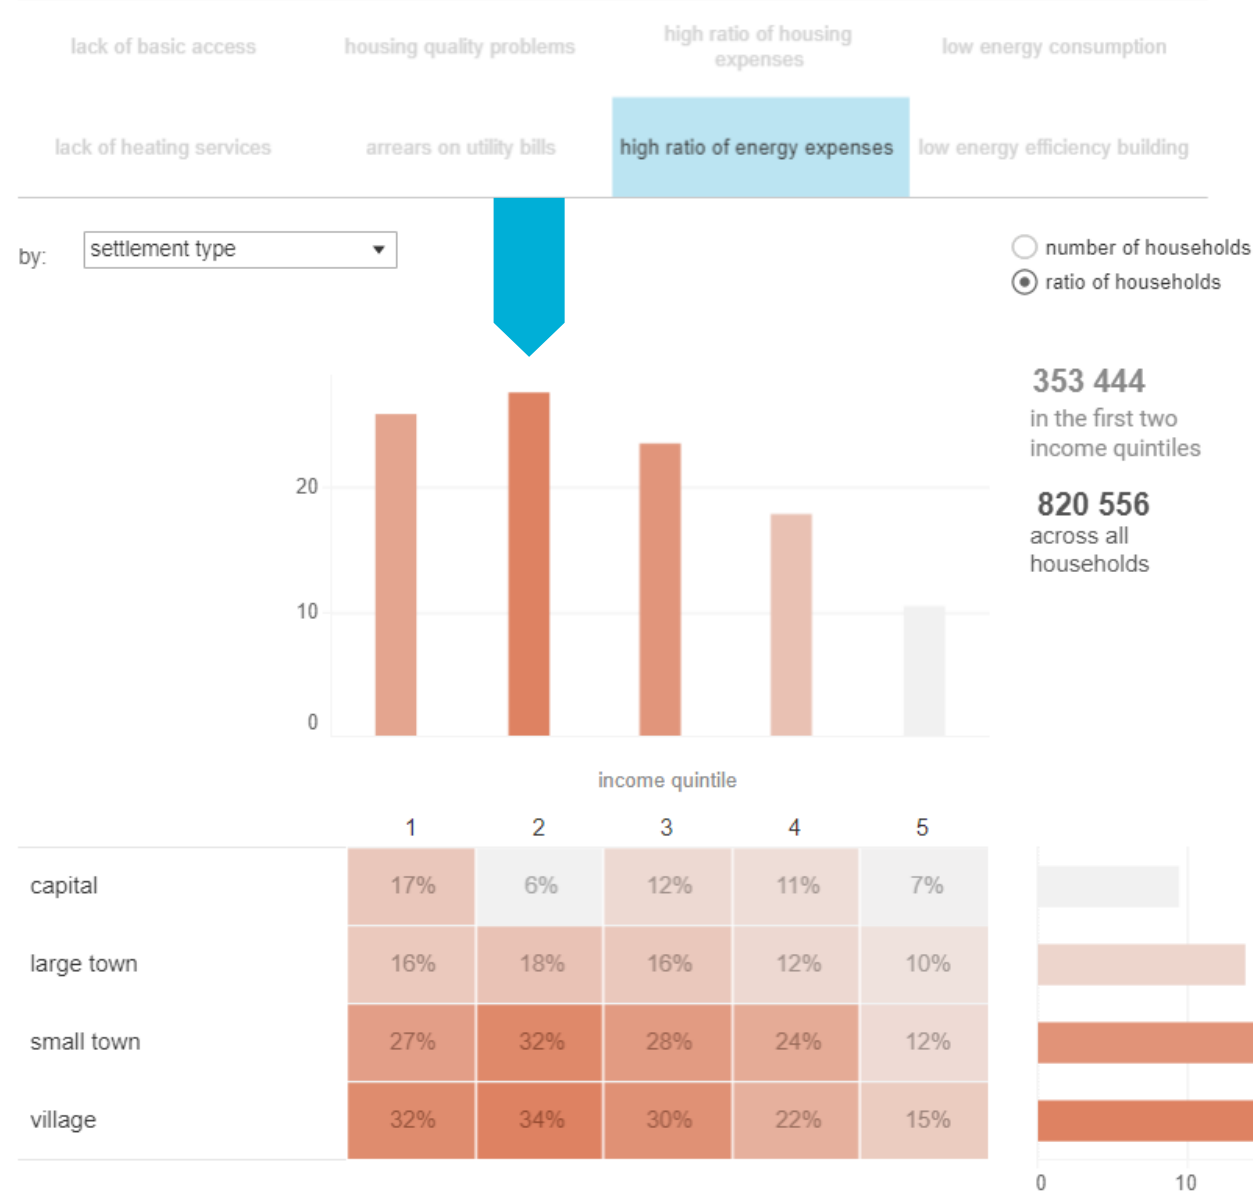 lack of basic access
housing quality problems
high ratio of housing
expenses
low energy consumption
lack of heating services
arrears on utility bills
high ratio of energy expenses
low energy efficiency building
by:
settlement type
number of households
ratio of households
353 444
in the first two
income quintiles
820 556
across all
households
20
10
0
income quintile
1 2 3 4 5
capital 17% 6% 12% 11% 7%
large town 16% 18% 16% 12% 10%
small town 27% 32% 28% 24% 12%
village 32% 34% 30% 22% 15%
0 10